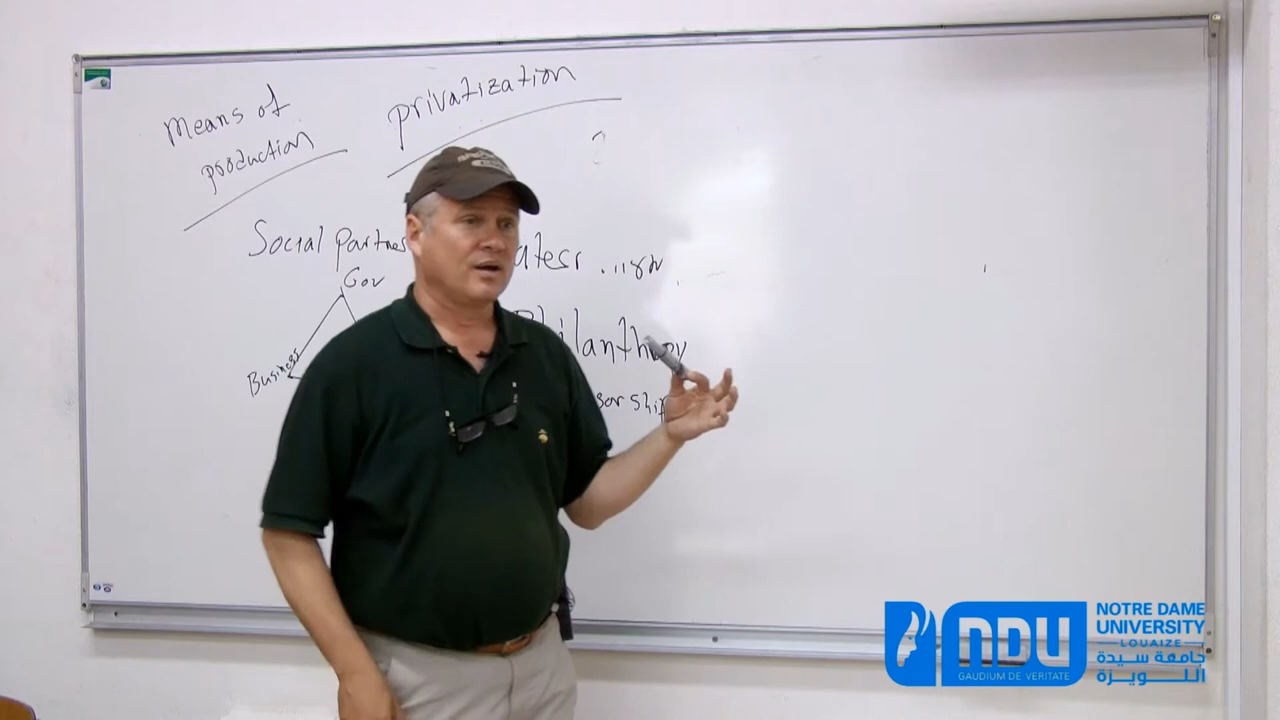 Means of
production
privatization
Social Partner
Gov
Business
Philanthropy
NDU
GAUDIUM DE VERITATE
NOTRE DAME
UNIVERSITY
LOUAIZE
جامعة سيدة
اللويزة